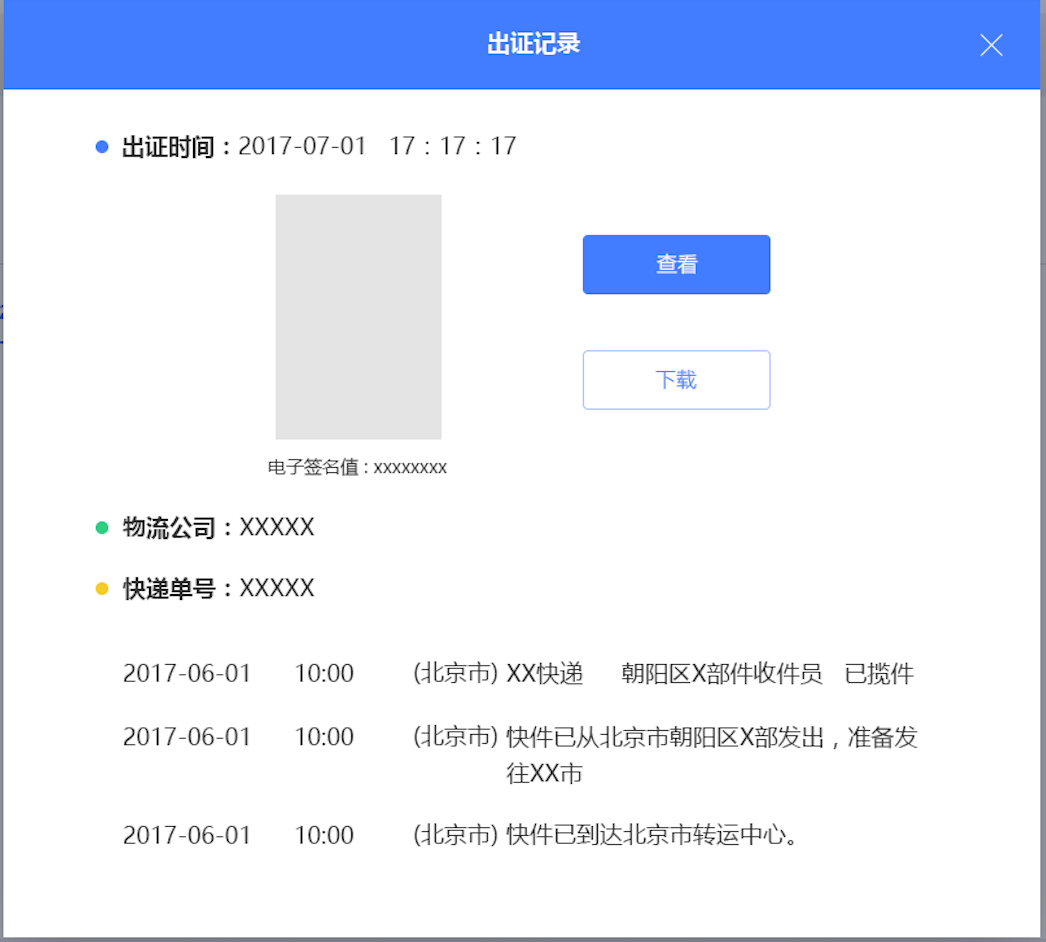 出证记录
出证时间：2017-07-01 17：17：17
查看
下载
电子签名值：xxxxxxxx
物流公司：XXXXX
快递单号：XXXXX
2017-06-01 10:00 (北京市) XX快递 朝阳区X部件收件员 已揽件
2017-06-01 10:00 (北京市) 快件已从北京市朝阳区X部发出，准备发
往XX市
2017-06-01 10:00 (北京市) 快件已到达北京市转运中心。